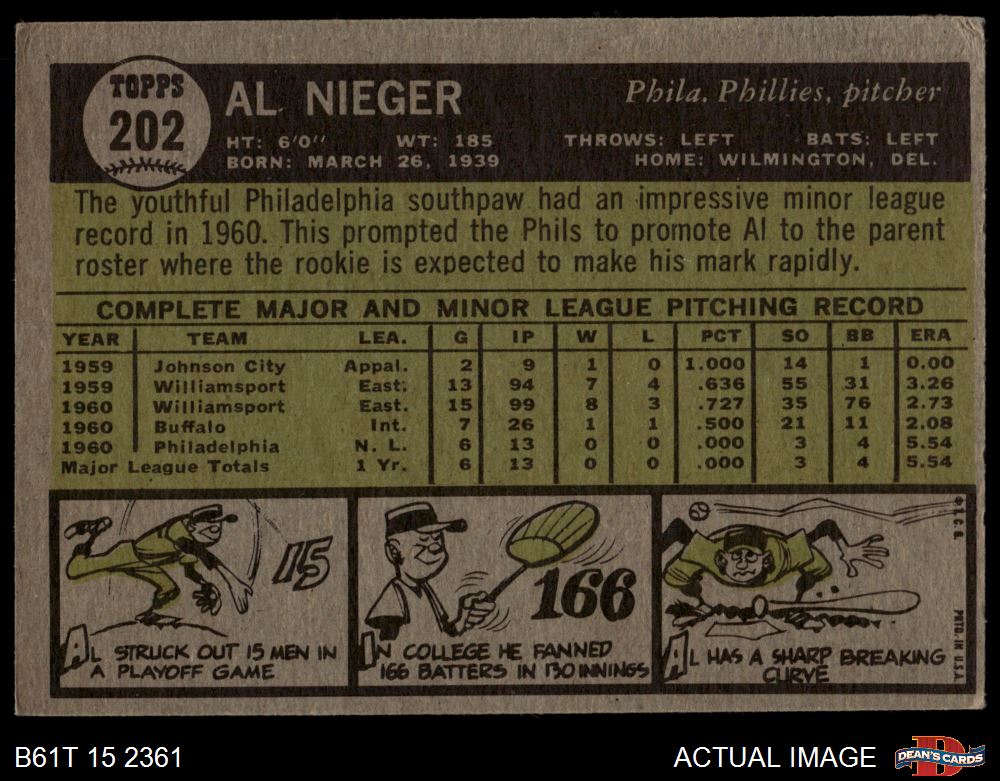 TOPPS
202
AL NIEGER
Phila. Phillies, pitcher
HT: 6'0" WT: 185 THROWS: LEFT BATS: LEFT
BORN: MARCH 26, 1939 HOME: WILMINGTON, DEL.
The youthful Philadelphia southpaw had an impressive minor league
record in 1960. This prompted the Phils to promote Al to the parent
roster where the rookie is expected to make his mark rapidly.
COMPLETE MAJOR AND MINOR LEAGUE PITCHING RECORD
YEAR TEAM LEA. G IP W L PCT SO BB ERA
1959 Johnson City Appal. 2 9 1 0 1.000 14 1 0.00
1959 Williamsport East. 13 94 7 4 .636 55 31 3.26
1960 Williamsport East. 15 99 8 3 .727 35 76 2.73
1960 Buffalo Int. 7 26 1 1 .500 21 11 2.08
1960 Philadelphia N. L. 6 13 0 0 .000 3 4 5.54
Major League Totals 1 Yr. 6 13 0 0 .000 3 4 5.54
15
AL STRUCK OUT 15 MEN IN
A PLAYOFF GAME
166
IN COLLEGE HE FANNED
166 BATTERS IN 130 INNINGS
AL HAS A SHARP BREAKING
CURVE
© T.C.G. PRTD. IN U.S.A.
B61T 15 2361
ACTUAL IMAGE
D
DEAN'S CARDS